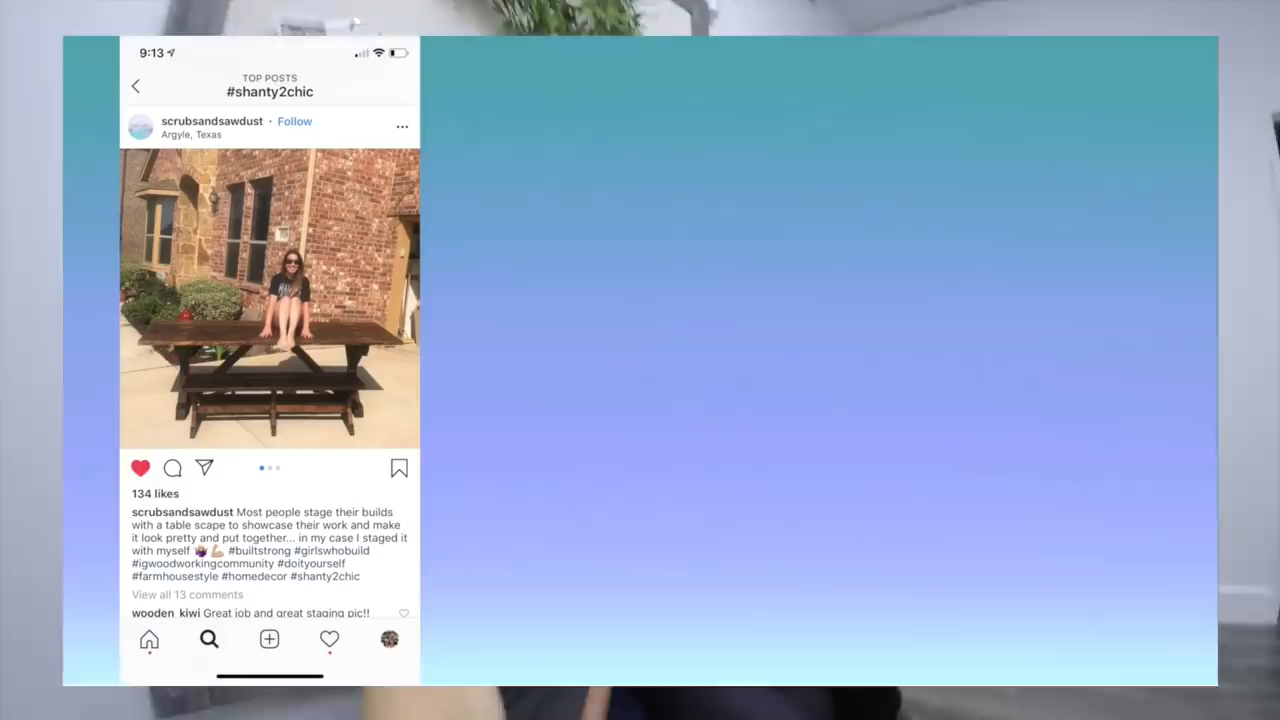 9:13
TOP POSTS
#shanty2chic
scrubsandsawdust · Follow
Argyle, Texas
134 likes
scrubsandsawdust Most people stage their builds
with a table scape to showcase their work and make
it look pretty and put together... in my case I staged it
with myself 🤷🏽‍♀️ 💪🏼 #builtstrong #girlswhobuild
#igwoodworkingcommunity #doityourself
#farmhousestyle #homedecor #shanty2chic
View all 13 comments
wooden_kiwi Great job and great staging pic!!